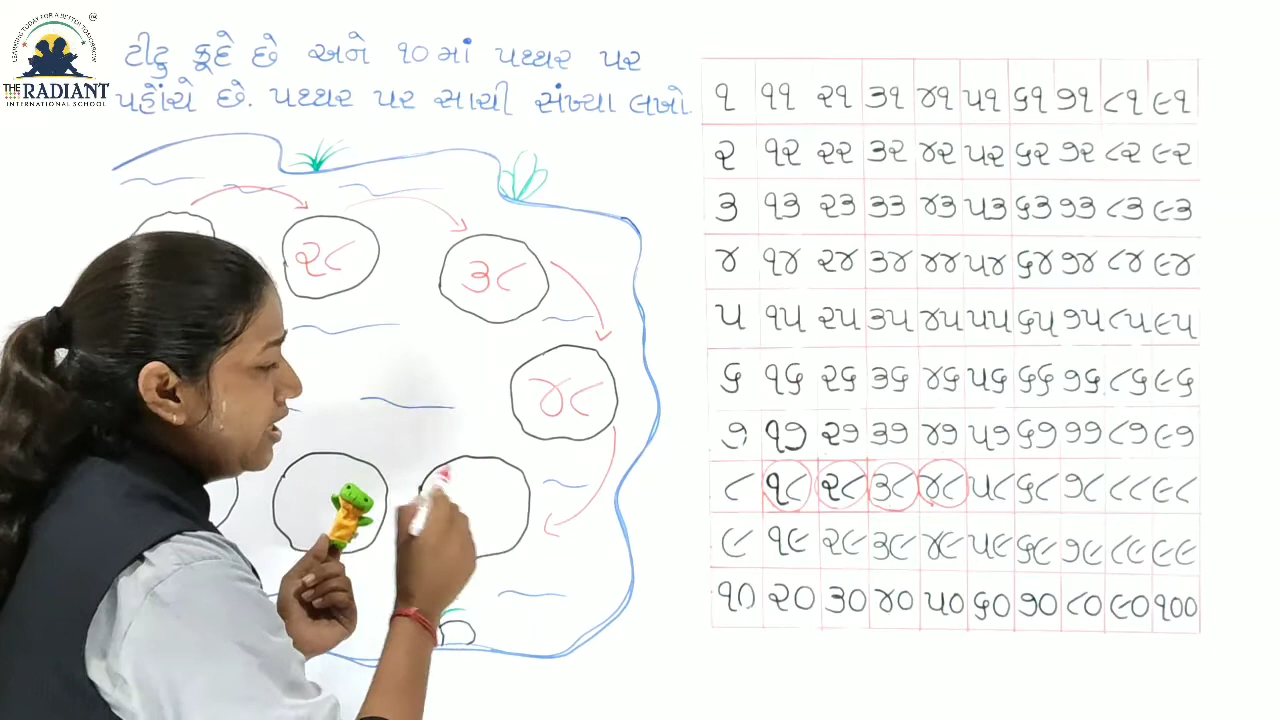 LEARNING TODAY FOR A BETTER TOMORROW
THE RADIANT
INTERNATIONAL SCHOOL
ટીટુ કૂદે છે અને ૧૦માં પથ્થર પર
પહોંચે છે. પથ્થર પર સાચી સંખ્યા લખો.
૨૮
૩૮
૪૮
૧ ૧૧ ૨૧ ૩૧ ૪૧ ૫૧ ૬૧ ૭૧ ૮૧ ૯૧
૨ ૧૨ ૨૨ ૩૨ ૪૨ ૫૨ ૬૨ ૭૨ ૮૨ ૯૨
૩ ૧૩ ૨૩ ૩૩ ૪૩ ૫૩ ૬૩ ૭૩ ૮૩ ૯૩
૪ ૧૪ ૨૪ ૩૪ ૪૪ ૫૪ ૬૪ ૭૪ ૮૪ ૯૪
૫ ૧૫ ૨૫ ૩૫ ૪૫ ૫૫ ૬૫ ૭૫ ૮૫ ૯૫
૬ ૧૬ ૨૬ ૩૬ ૪૬ ૫૬ ૬૬ ૭૬ ૮૬ ૯૬
૭ ૧૭ ૨૭ ૩૭ ૪૭ ૫૭ ૬૭ ૭૭ ૮૭ ૯૭
૮ ૧૮ ૨૮ ૩૮ ૪૮ ૫૮ ૬૮ ૭૮ ૮૮ ૯૮
૯ ૧૯ ૨૯ ૩૯ ૪૯ ૫૯ ૬૯ ૭૯ ૮૯ ૯૯
૧૦ ૨૦ ૩૦ ૪૦ ૫૦ ૬૦ ૭૦ ૮૦ ૯૦ ૧૦૦